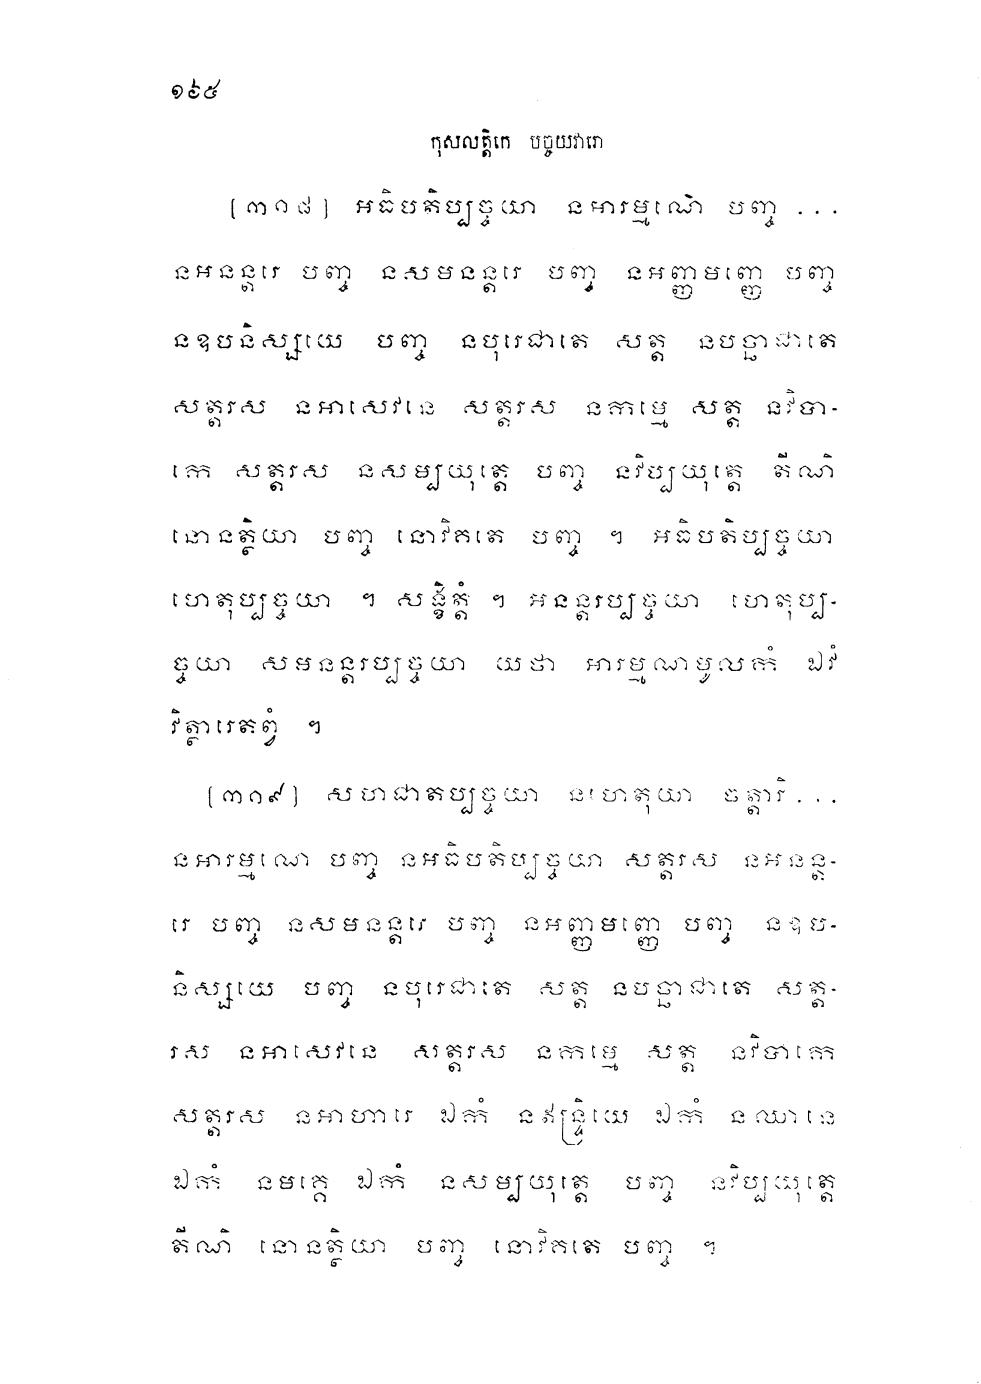 ១៦៥
កុសលត្តិកេ បច្ចយវារោ
[៣១៨] អធិបតិប្បច្ចយា នអារម្មណេ បញ្ច ...
នអនន្តរេ បញ្ច នសមនន្តរេ បញ្ច នអញ្ញមញ្ញេ បញ្ច
នឧបនិស្សយេ បញ្ច នបុរេជាតេ សត្ត នបច្ឆាជាតេ
សត្តរស នអាសេវនេ សត្តរស នកម្មេ សត្ត នវិបា-
កេ សត្តរស នសម្បយុត្តេ បញ្ច នវិប្បយុត្តេ តីណិ
នោនត្ថិយា បញ្ច នោវិគតេ បញ្ច ។ អធិបតិប្បច្ចយា
ហេតុប្បច្ចយា ។ សង្ខិត្តំ ។ អនន្តរប្បច្ចយា ហេតុប្ប-
ច្ចយា សមនន្តរប្បច្ចយា យថា អារម្មណមូលកំ ឯវំ
វិត្ថារេតព្វំ ។
[៣១៩] សហជាតប្បច្ចយា នហេតុយា ចត្តារិ ...
នអារម្មណេ បញ្ច នអធិបតិប្បច្ចយា សត្តរស នអនន្ត-
រេ បញ្ច នសមនន្តរេ បញ្ច នអញ្ញមញ្ញេ បញ្ច នឧប-
និស្សយេ បញ្ច នបុរេជាតេ សត្ត នបច្ឆាជាតេ សត្ត-
រស នអាសេវនេ សត្តរស នកម្មេ សត្ត នវិបាកេ
សត្តរស នអាហារេ ឯកំ នឥន្ទ្រិយេ ឯកំ នឈានេ
ឯកំ នមគ្គេ ឯកំ នសម្បយុត្តេ បញ្ច នវិប្បយុត្តេ
តីណិ នោនត្ថិយា បញ្ច នោវិគតេ បញ្ច ។